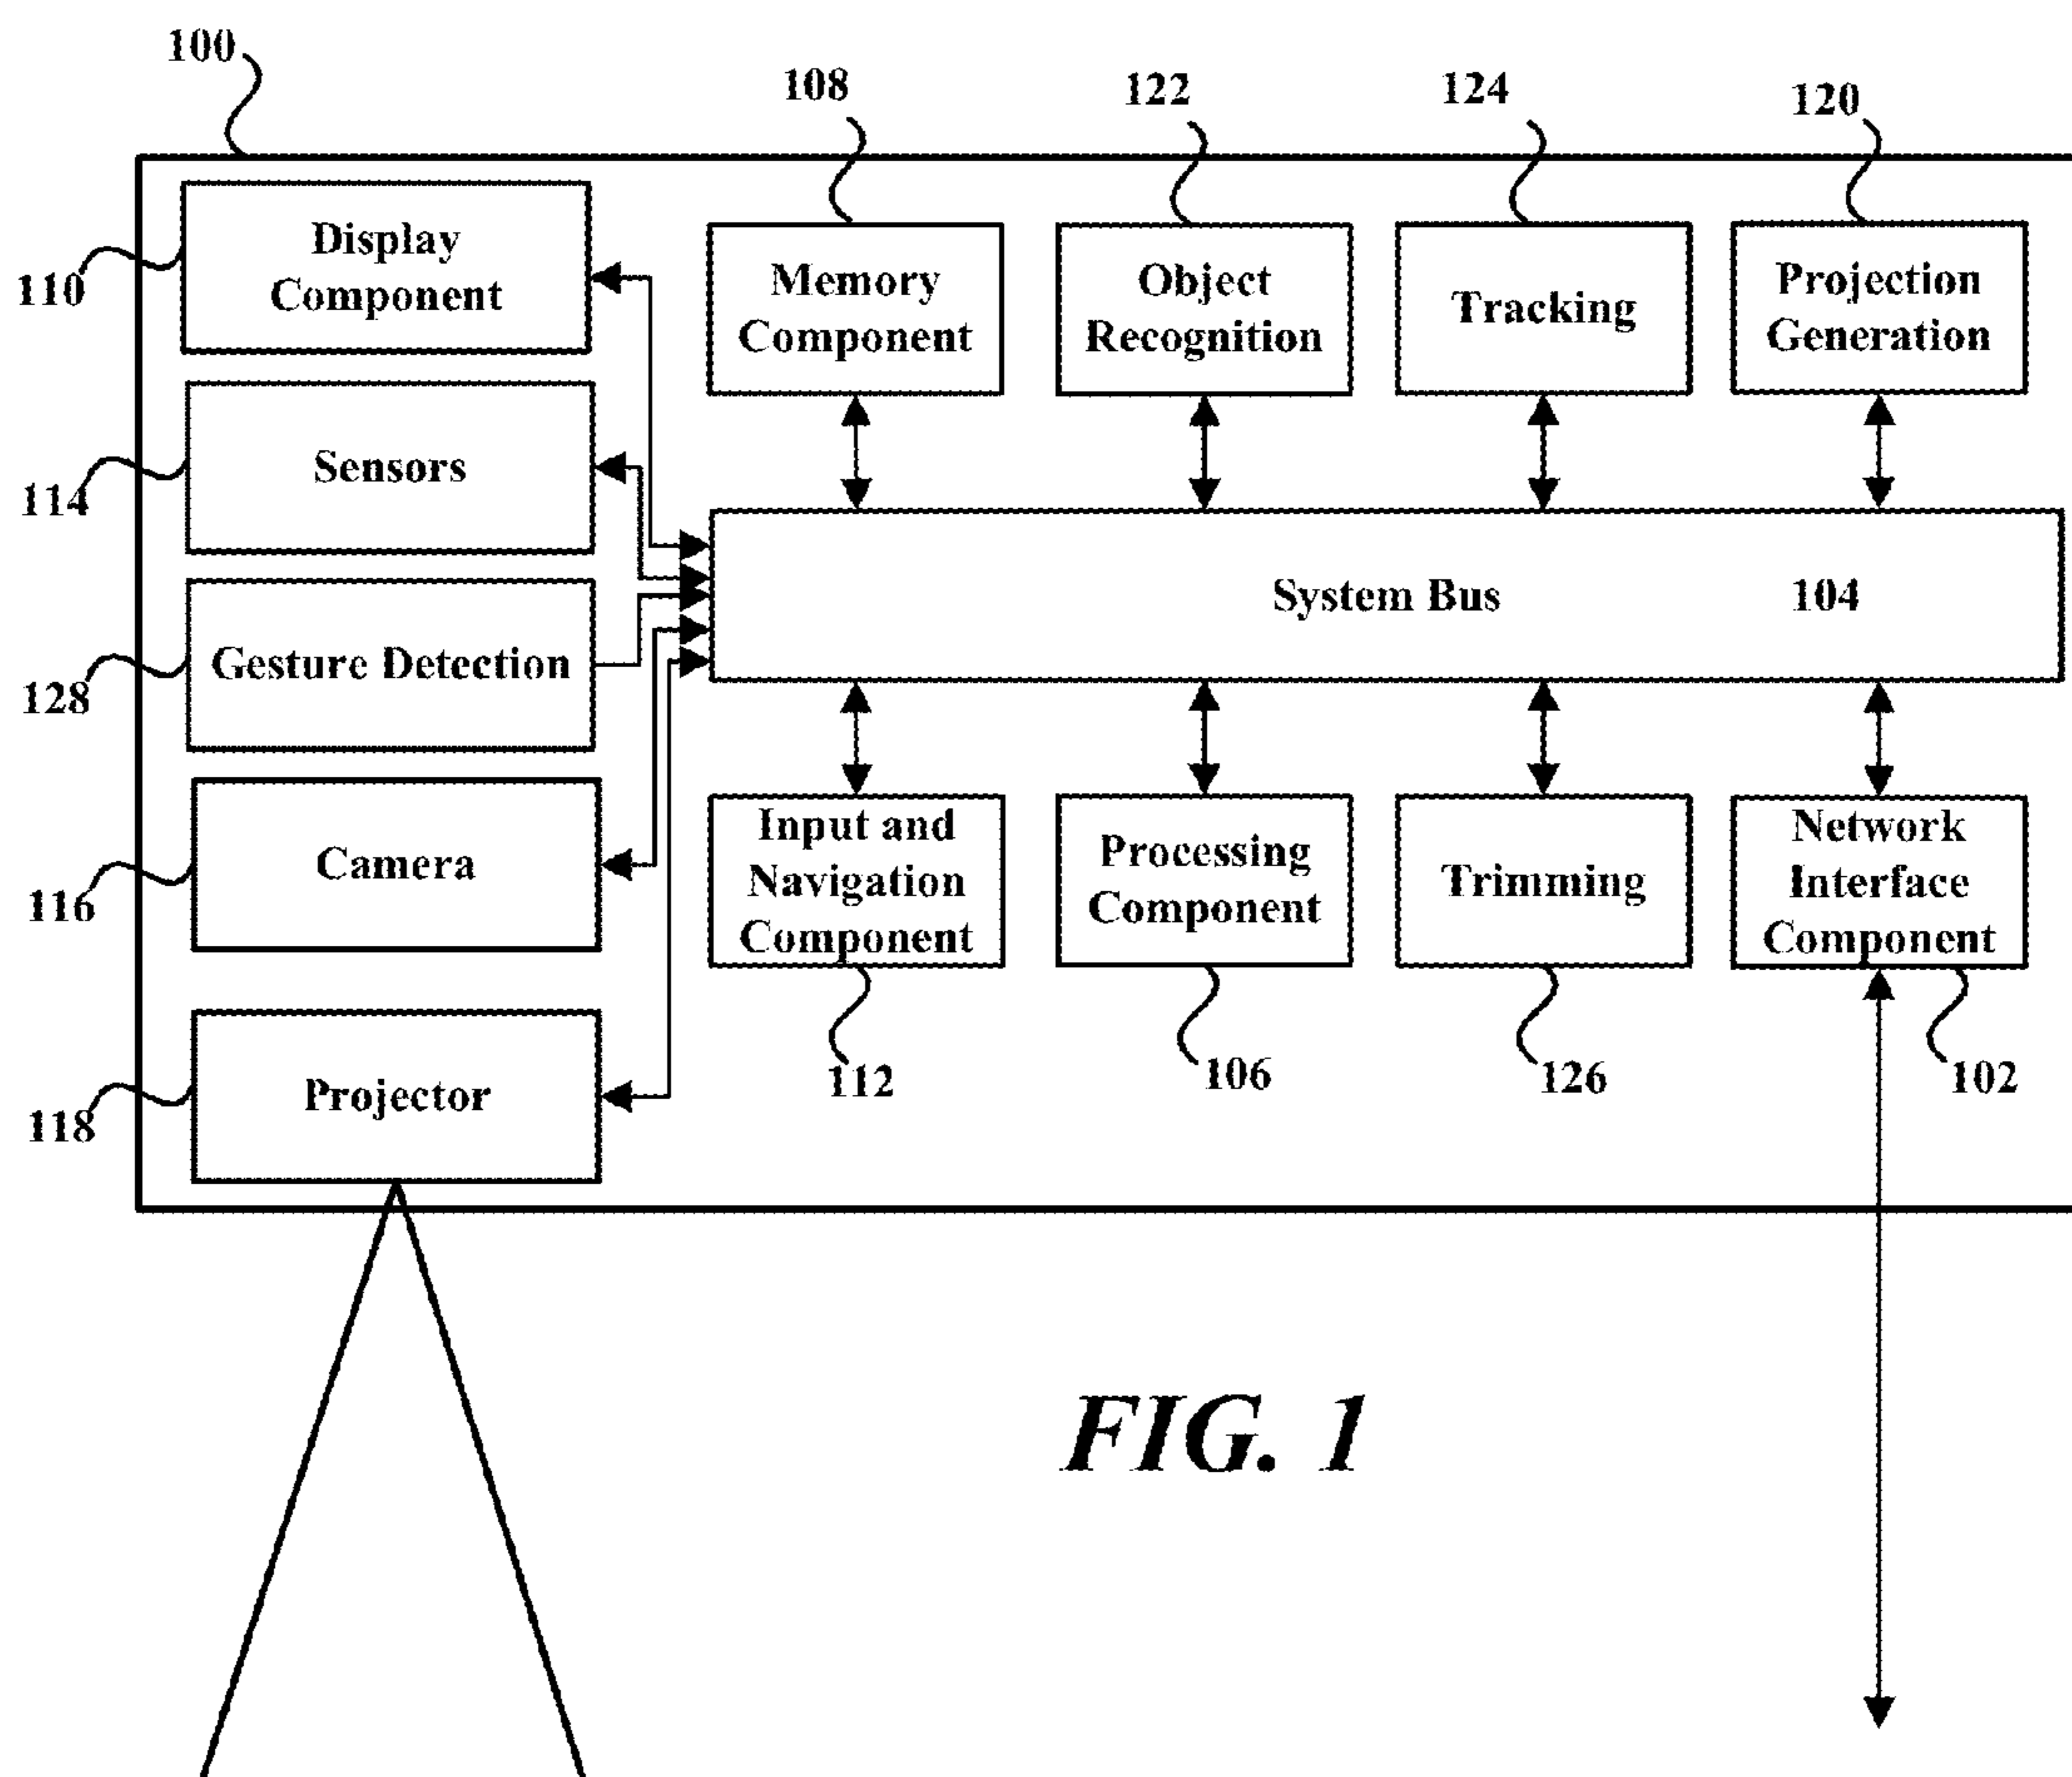 100
108
122
124
120
Display
Component
110
Memory
Component
Object
Recognition
Tracking
Projection
Generation
Sensors
114
System Bus
104
Gesture Detection
128
Camera
116
Input and
Navigation
Component
Processing
Component
Trimming
Network
Interface
Component
112
106
126
102
Projector
118
FIG. 1